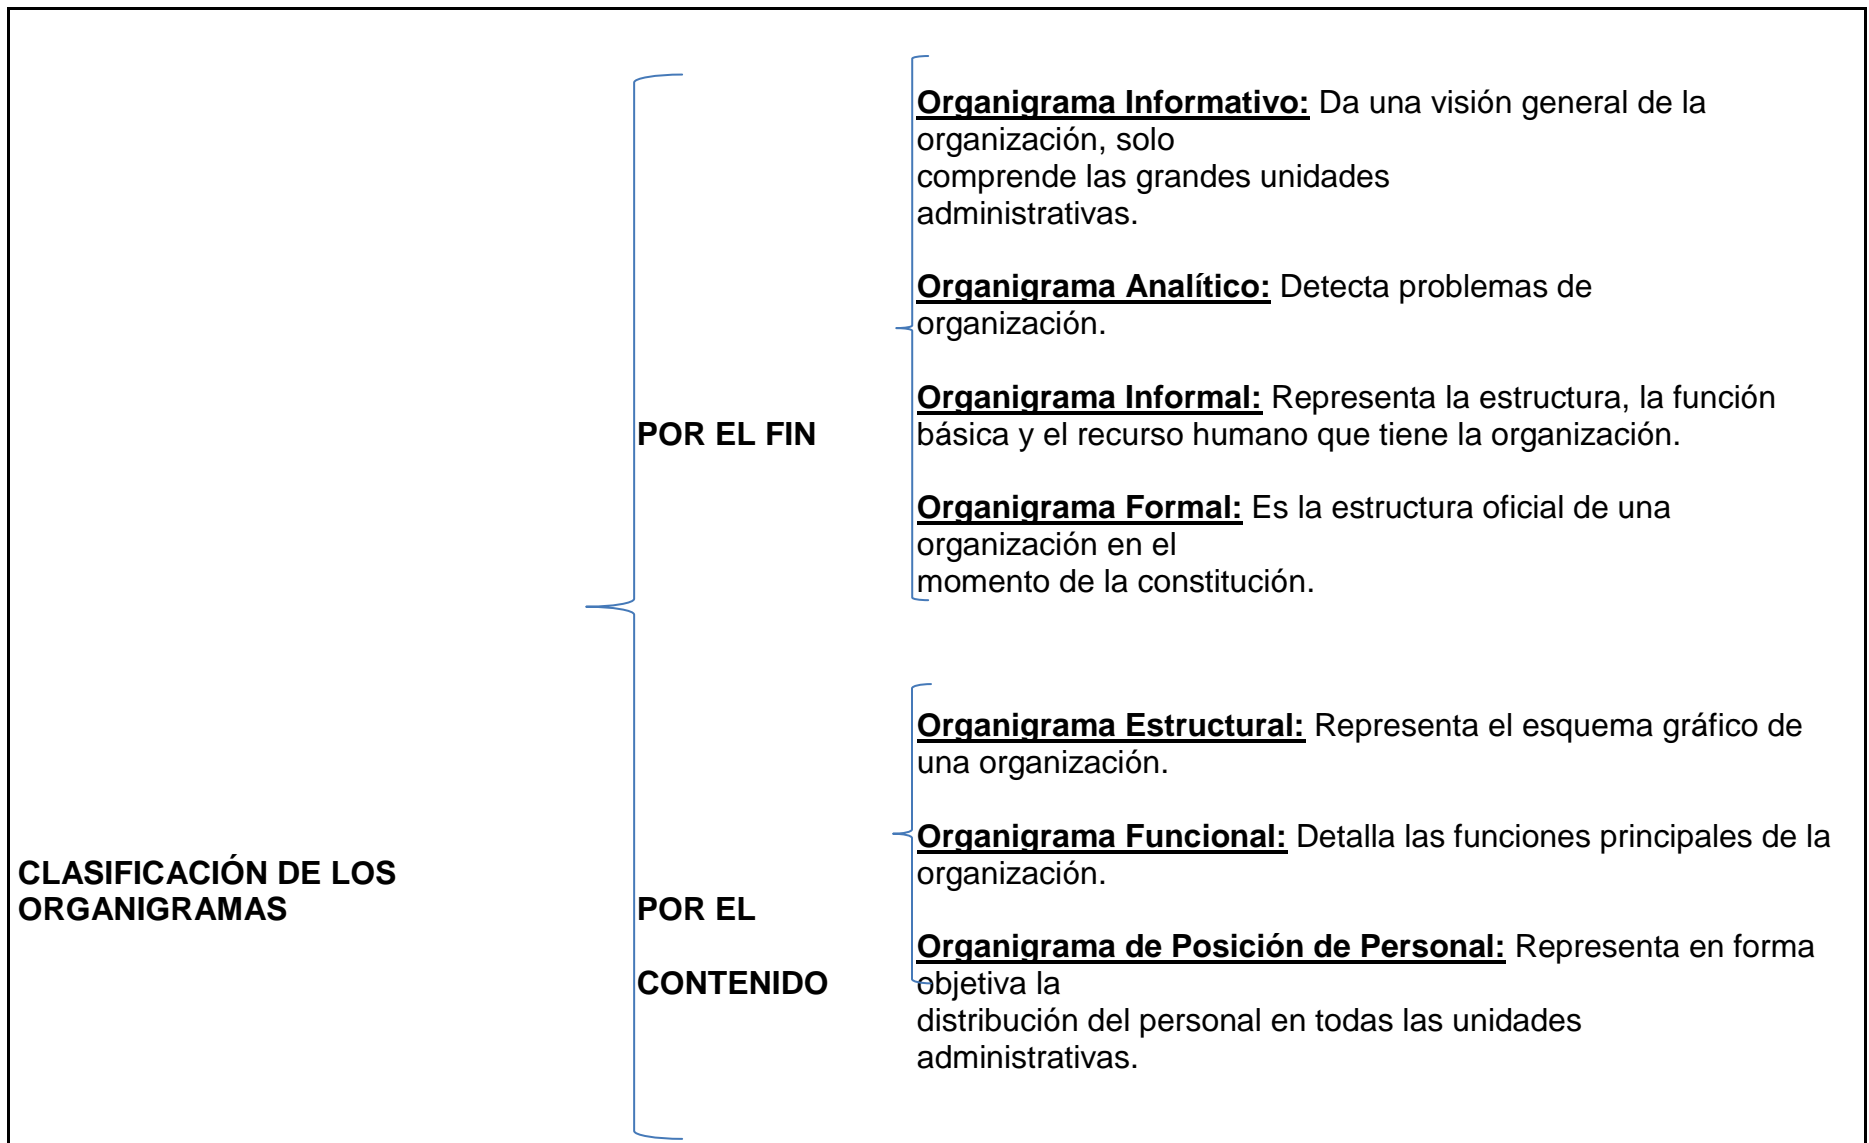 Organigrama Informativo: Da una visión general de la
organización, solo
comprende las grandes unidades
administrativas.
Organigrama Analítico: Detecta problemas de
organización.
Organigrama Informal: Representa la estructura, la función
básica y el recurso humano que tiene la organización.
POR EL FIN
Organigrama Formal: Es la estructura oficial de una
organización en el
momento de la constitución.
Organigrama Estructural: Representa el esquema gráfico de
una organización.
Organigrama Funcional: Detalla las funciones principales de la
organización.
CLASIFICACIÓN DE LOS
ORGANIGRAMAS
POR EL
CONTENIDO
Organigrama de Posición de Personal: Representa en forma
objetiva la
distribución del personal en todas las unidades
administrativas.